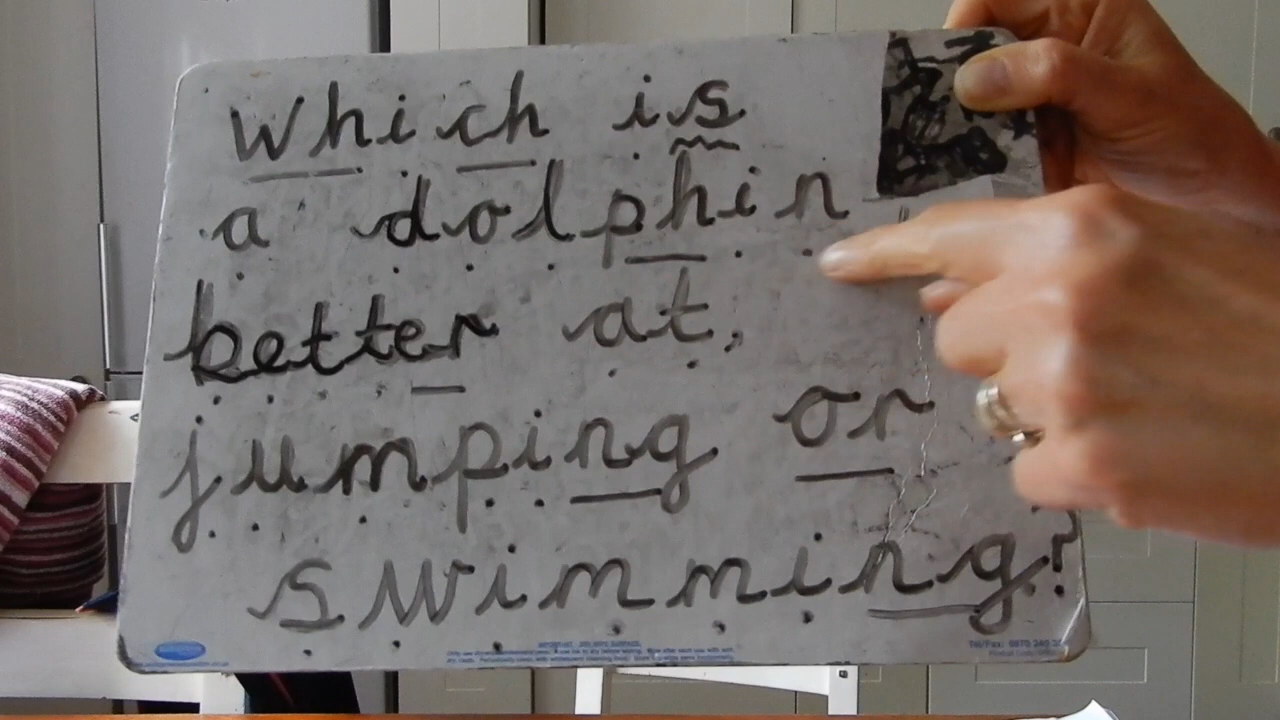 Which is
a dolphin
better at,
jumping or
swimming?